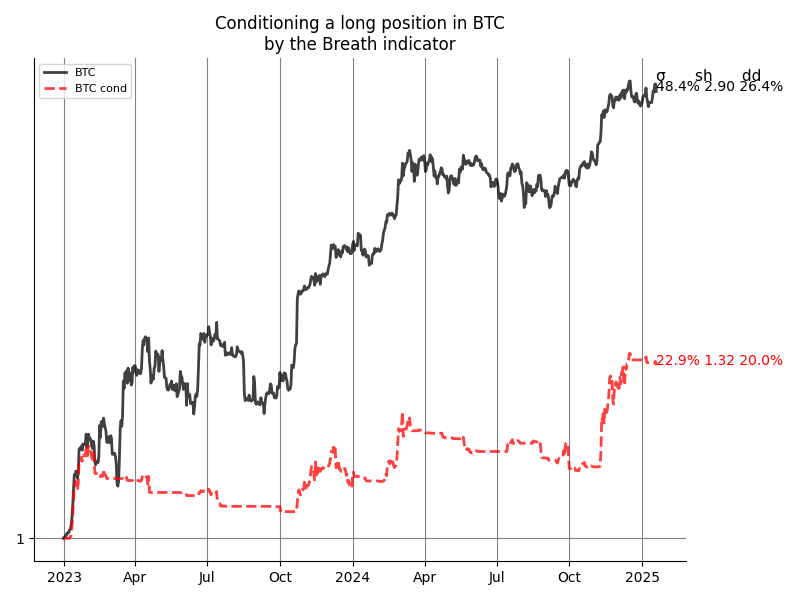 Conditioning a long position in BTC
by the Breath indicator
BTC
BTC cond
σ sh dd
48.4% 2.90 26.4%
22.9% 1.32 20.0%
1
2023 Apr Jul Oct 2024 Apr Jul Oct 2025